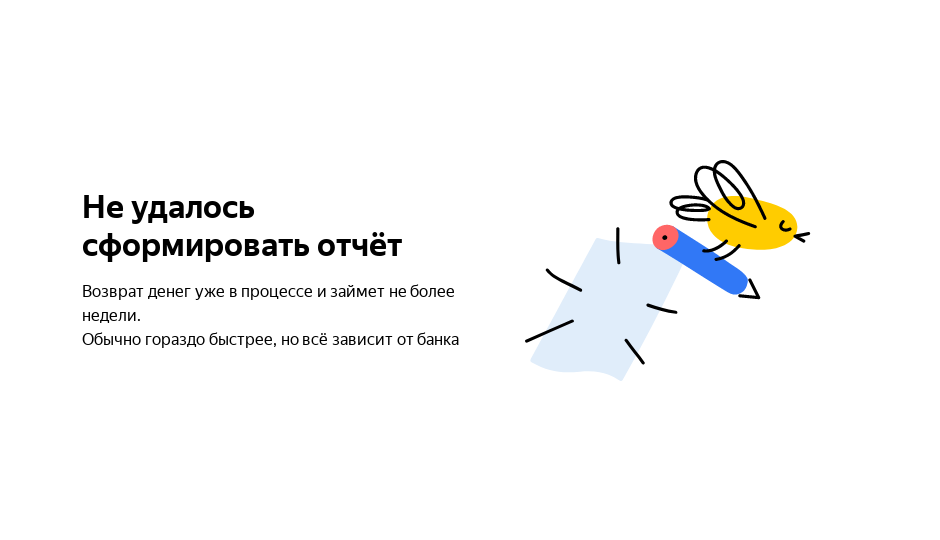 Не удалось
сформировать отчёт
Возврат денег уже в процессе и займет не более
недели.
Обычно гораздо быстрее, но всё зависит от банка